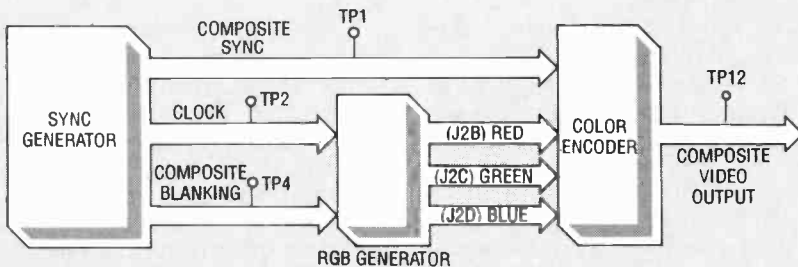 COMPOSITE
SYNC
TP1
SYNC
GENERATOR
CLOCK
TP2
COMPOSITE
BLANKING
TP4
RGB GENERATOR
(J2B) RED
(J2C) GREEN
(J2D) BLUE
COLOR
ENCODER
TP12
COMPOSITE
VIDEO
OUTPUT